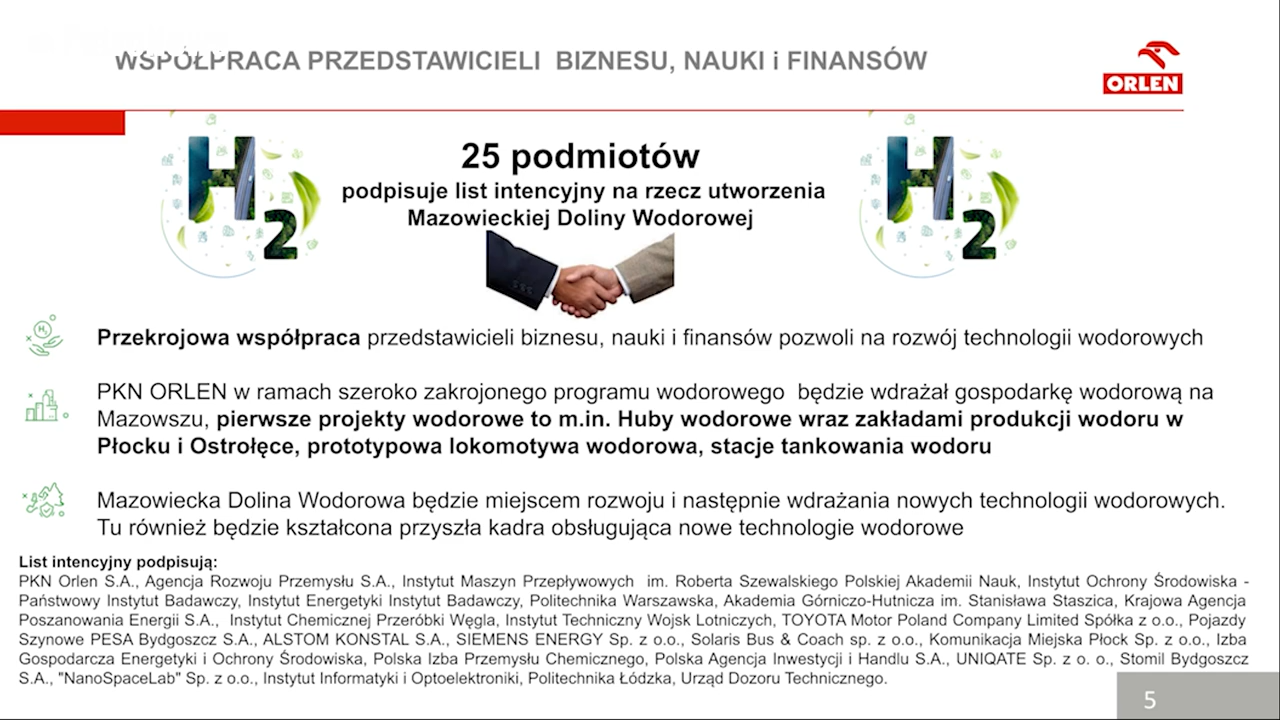 WSPÓŁPRACA PRZEDSTAWICIELI BIZNESU, NAUKI i FINANSÓW
ORLEN
H2
H2
25 podmiotów
podpisuje list intencyjny na rzecz utworzenia
Mazowieckiej Doliny Wodorowej
Przekrojowa współpraca przedstawicieli biznesu, nauki i finansów pozwoli na rozwój technologii wodorowych
PKN ORLEN w ramach szeroko zakrojonego programu wodorowego będzie wdrażał gospodarkę wodorową na
Mazowszu, pierwsze projekty wodorowe to m.in. Huby wodorowe wraz zakładami produkcji wodoru w
Płocku i Ostrołęce, prototypowa lokomotywa wodorowa, stacje tankowania wodoru
Mazowiecka Dolina Wodorowa będzie miejscem rozwoju i następnie wdrażania nowych technologii wodorowych.
Tu również będzie kształcona przyszła kadra obsługująca nowe technologie wodorowe
List intencyjny podpisują:
PKN Orlen S.A., Agencja Rozwoju Przemysłu S.A., Instytut Maszyn Przepływowych im. Roberta Szewalskiego Polskiej Akademii Nauk, Instytut Ochrony Środowiska -
Państwowy Instytut Badawczy, Instytut Energetyki Instytut Badawczy, Politechnika Warszawska, Akademia Górniczo-Hutnicza im. Stanisława Staszica, Krajowa Agencja
Poszanowania Energii S.A., Instytut Chemicznej Przeróbki Węgla, Instytut Techniczny Wojsk Lotniczych, TOYOTA Motor Poland Company Limited Spółka z o.o., Pojazdy
Szynowe PESA Bydgoszcz S.A., ALSTOM KONSTAL S.A., SIEMENS ENERGY Sp. z o.o., Solaris Bus & Coach sp. z o.o., Komunikacja Miejska Płock Sp. z o.o., Izba
Gospodarcza Energetyki i Ochrony Środowiska, Polska Izba Przemysłu Chemicznego, Polska Agencja Inwestycji i Handlu S.A., UNIQATE Sp. z o. o., Stomil Bydgoszcz
S.A., "NanoSpaceLab" Sp. z o.o., Instytut Informatyki i Optoelektroniki, Politechnika Łódzka, Urząd Dozoru Technicznego.
5